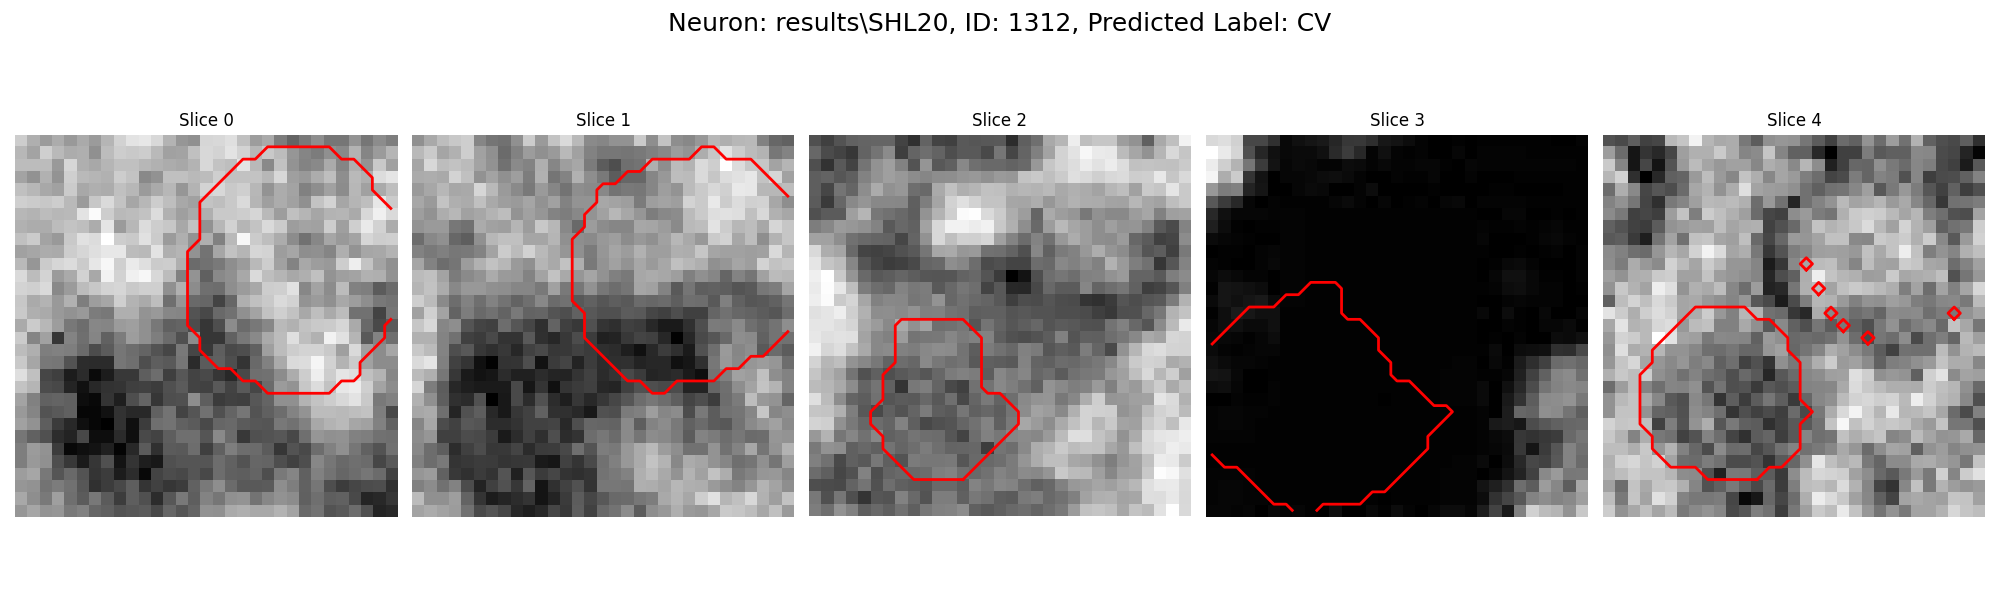 Neuron: results\SHL20, ID: 1312, Predicted Label: CV
Slice 0
Slice 1
Slice 2
Slice 3
Slice 4